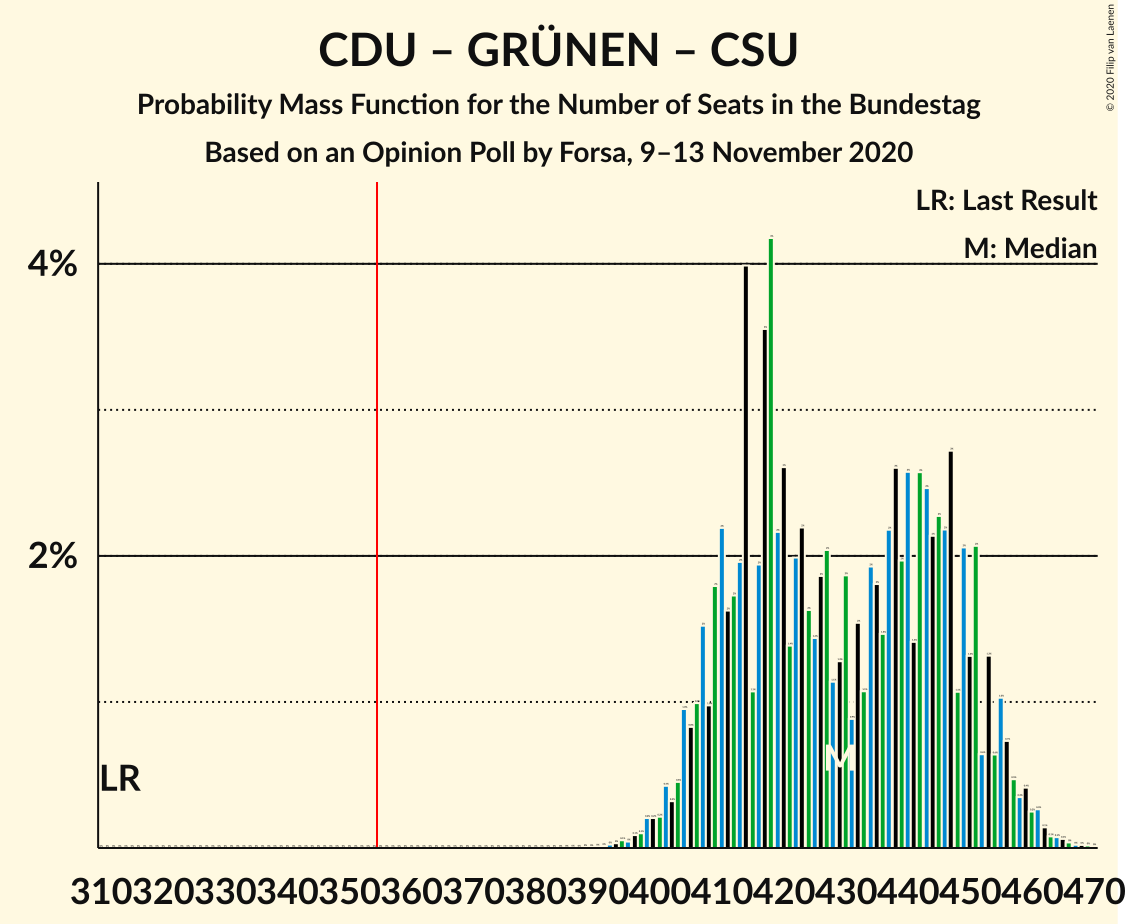 CDU – GRÜNEN – CSU
Probability Mass Function for the Number of Seats in the Bundestag
Based on an Opinion Poll by Forsa, 9–13 November 2020
© 2020 Filip van Laenen
LR: Last Result
M: Median
4%
2%
LR
M
310 320 330 340 350 360 370 380 390 400 410 420 430 440 450 460 470